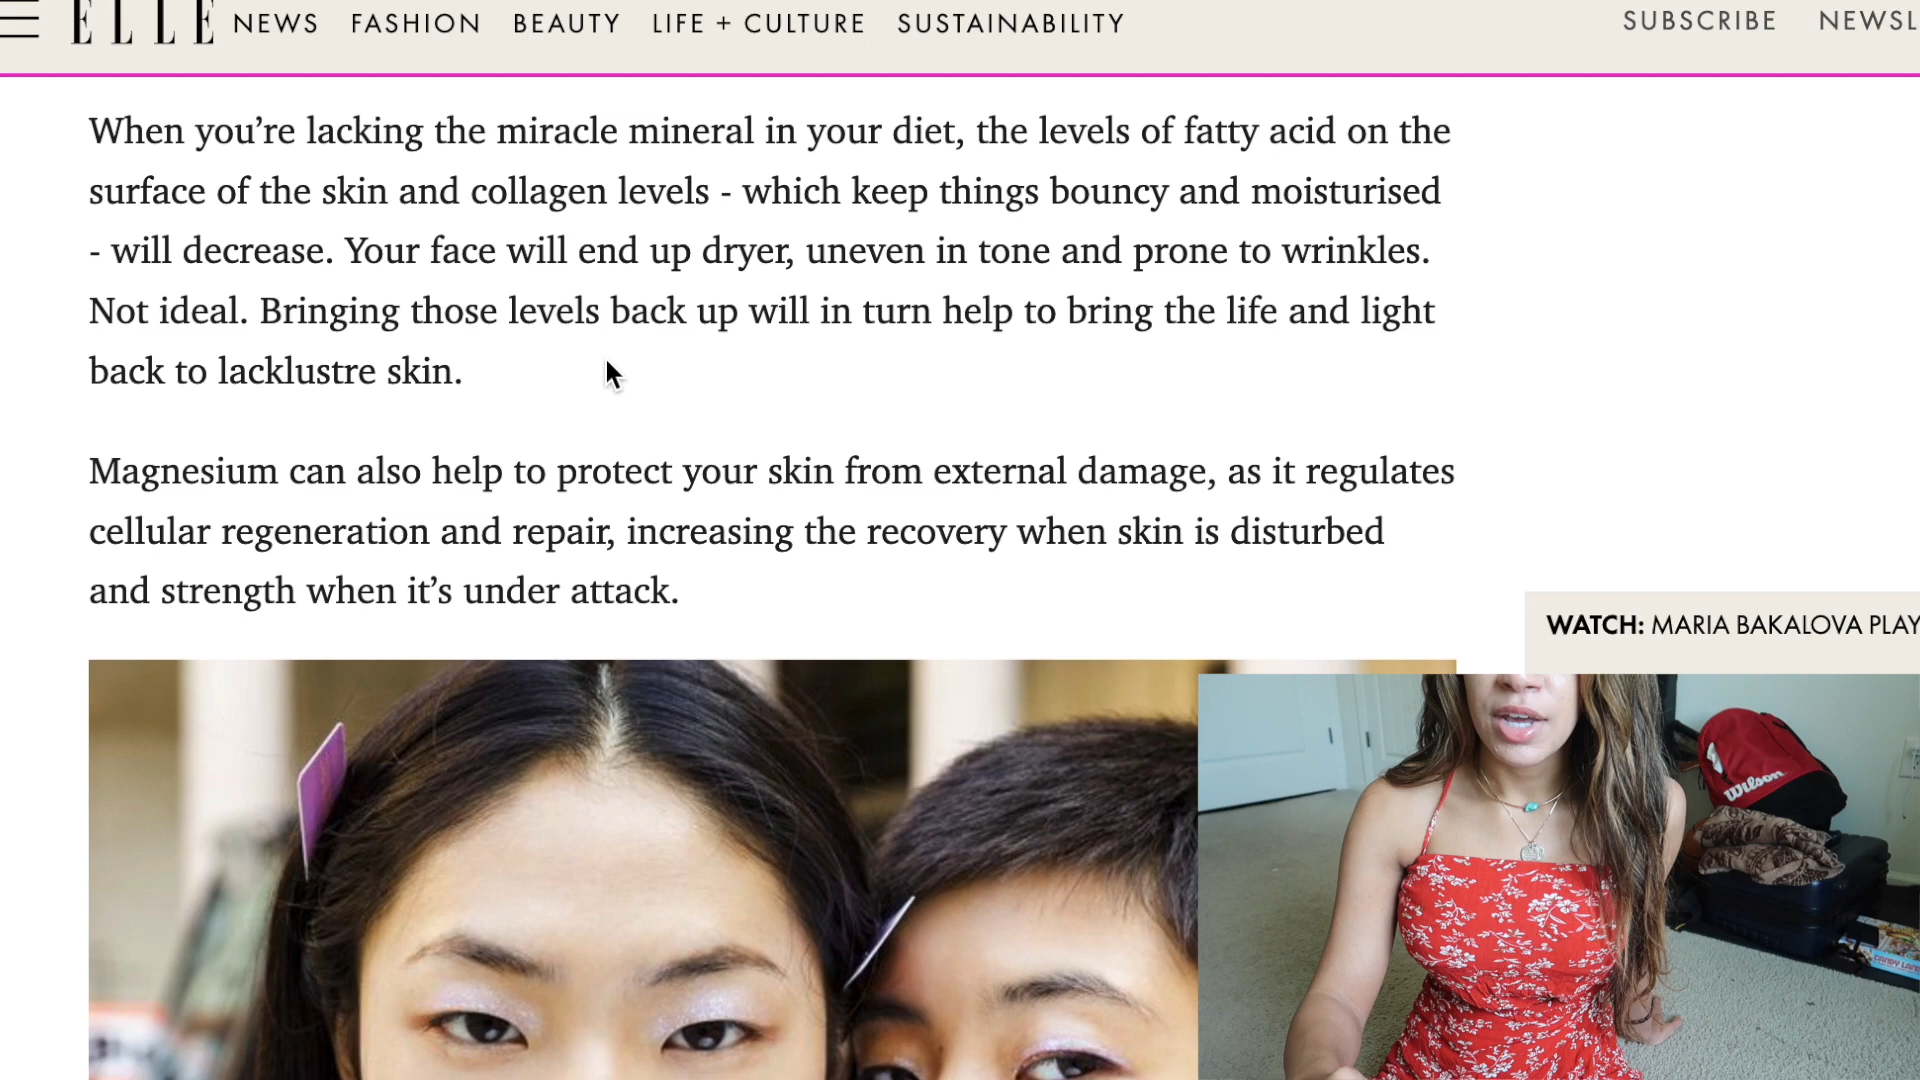 ELLE NEWS FASHION BEAUTY LIFE + CULTURE SUSTAINABILITY SUBSCRIBE
When you’re lacking the miracle mineral in your diet, the levels of fatty acid on the
surface of the skin and collagen levels - which keep things bouncy and moisturised
- will decrease. Your face will end up dryer, uneven in tone and prone to wrinkles.
Not ideal. Bringing those levels back up will in turn help to bring the life and light
back to lacklustre skin.
Magnesium can also help to protect your skin from external damage, as it regulates
cellular regeneration and repair, increasing the recovery when skin is disturbed
and strength when it’s under attack.
WATCH: MARIA BAKALOVA PLAY
Wilson
CANDY LAND